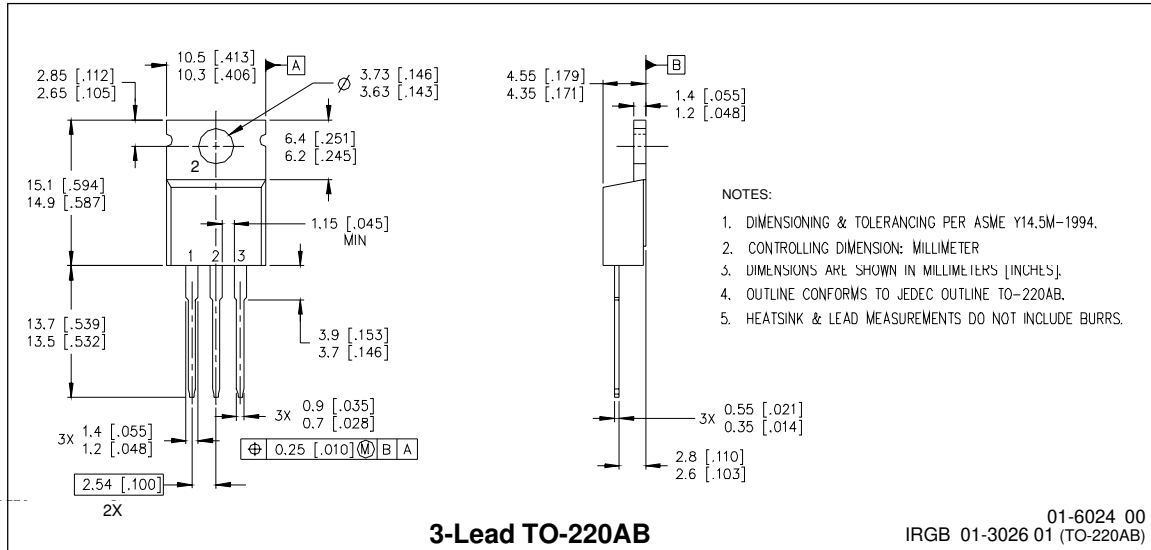 10.5 [.413]
10.3 [.406]
A
2.85 [.112]
2.65 [.105]
Ø 3.73 [.146]
3.63 [.143]
6.4 [.251]
6.2 [.245]
2
15.1 [.594]
14.9 [.587]
1.15 [.045]
MIN
1 2 3
13.7 [.539]
13.5 [.532]
3.9 [.153]
3.7 [.146]
3X 0.9 [.035]
0.7 [.028]
3X 1.4 [.055]
1.2 [.048]
⌖ 0.25 [.010] Ⓜ B A
2.54 [.100]
2X
B
4.55 [.179]
4.35 [.171]
1.4 [.055]
1.2 [.048]
3X 0.55 [.021]
0.35 [.014]
2.8 [.110]
2.6 [.103]
NOTES:
1. DIMENSIONING & TOLERANCING PER ASME Y14.5M-1994.
2. CONTROLLING DIMENSION: MILLIMETER
3. DIMENSIONS ARE SHOWN IN MILLIMETERS [INCHES].
4. OUTLINE CONFORMS TO JEDEC OUTLINE TO-220AB.
5. HEATSINK & LEAD MEASUREMENTS DO NOT INCLUDE BURRS.
3-Lead TO-220AB
01-6024 00
IRGB 01-3026 01 (TO-220AB)